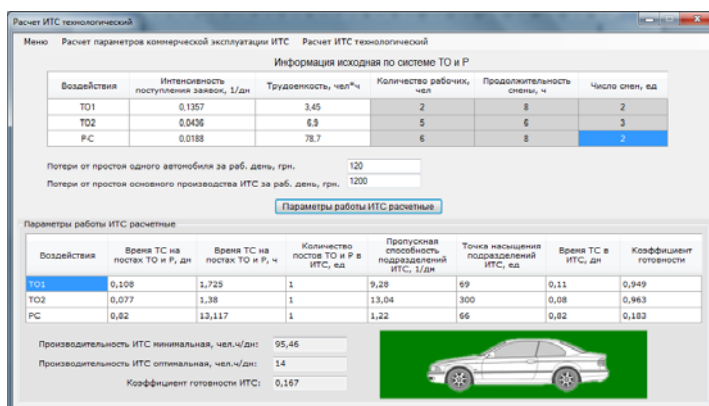 Расчет ИТС технологический
Меню Расчет параметров коммерческой эксплуатации ИТС Расчет ИТС технологический
Информация исходная по системе ТО и Р
Воздействия Интенсивность поступления заявок, 1/дн Трудоемкость, чел*ч Количество рабочих, чел Продолжительность смены, ч Число смен, ед
ТО1 0,1357 3,45 2 8 2
ТО2 0,0436 6,9 5 6 3
Р-С 0,0188 78,7 6 8 2
Потери от простоя одного автомобиля за раб. день, грн. 120
Потери от простоя основного производства ИТС за раб. день, грн. 1200
Параметры работы ИТС расчетные
Параметры работы ИТС расчетные
Воздействия Время ТС на постах ТО и Р, дн Время ТС на постах ТО и Р, ч Количество постов ТО и Р в ИТС, ед Пропускная способность подразделений ИТС, 1/дн Точка насыщения подразделений ИТС, ед Время ТС в ИТС, дн Коэффициент готовности
ТО1 0,108 1,725 1 9,28 69 0,11 0,949
ТО2 0,077 1,38 1 13,04 300 0,08 0,963
РС 0,82 13,117 1 1,22 66 0,82 0,183
Производительность ИТС минимальная, чел.ч/дн: 95,46
Производительность ИТС оптимальная, чел.ч/дн: 14
Коэффициент готовности ИТС: 0,167